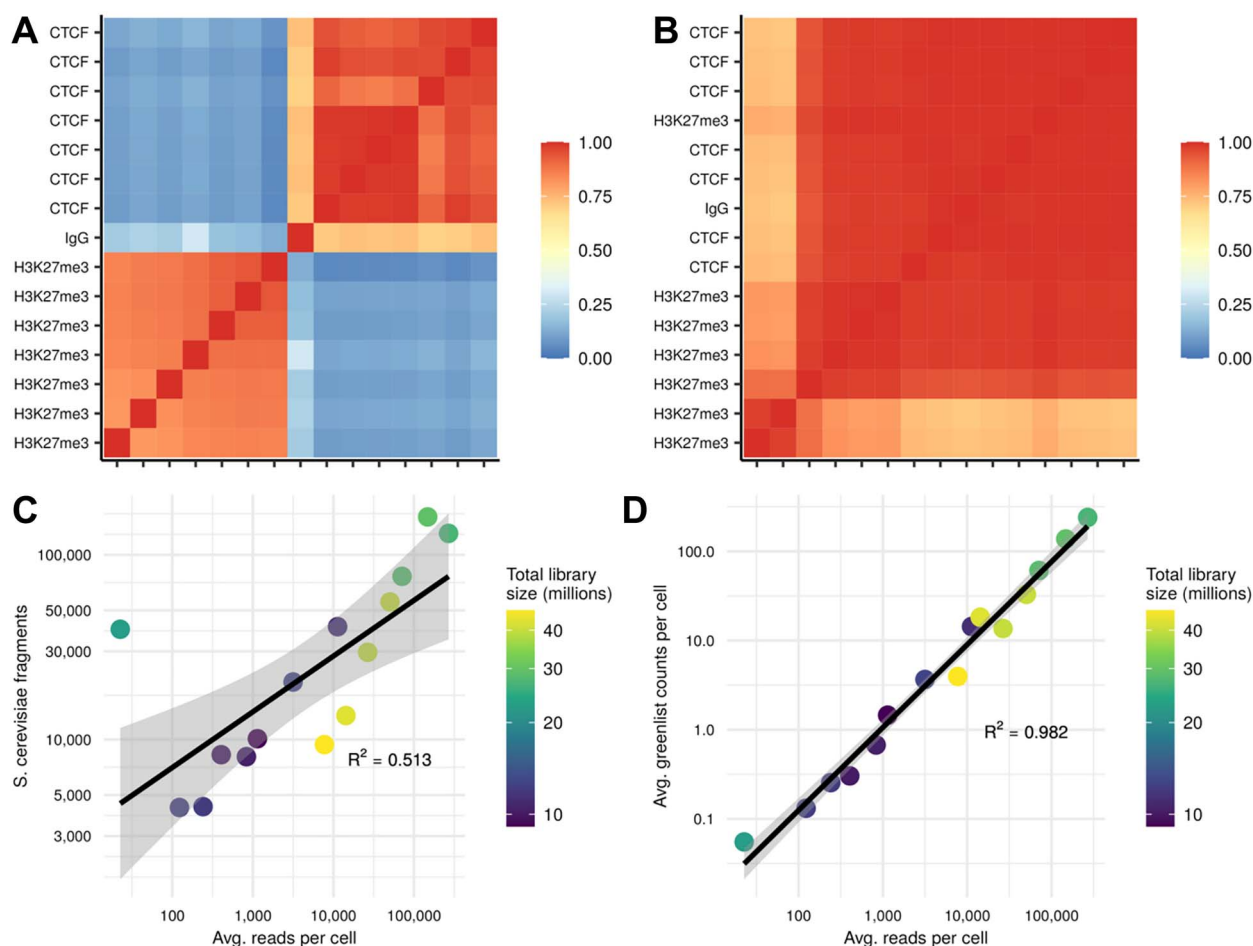 A
CTCF
CTCF
CTCF
CTCF
CTCF
CTCF
CTCF
IgG
H3K27me3
H3K27me3
H3K27me3
H3K27me3
H3K27me3
H3K27me3
H3K27me3
1.00
0.75
0.50
0.25
0.00
B
CTCF
CTCF
CTCF
H3K27me3
CTCF
CTCF
IgG
CTCF
CTCF
H3K27me3
H3K27me3
H3K27me3
H3K27me3
H3K27me3
H3K27me3
1.00
0.75
0.50
0.25
0.00
C
S. cerevisiae fragments
100,000
50,000
30,000
10,000
5,000
3,000
R² = 0.513
100 1,000 10,000 100,000
Avg. reads per cell
Total library
size (millions)
40
30
20
10
D
Avg. greenlist counts per cell
100.0
10.0
1.0
0.1
R² = 0.982
100 1,000 10,000 100,000
Avg. reads per cell
Total library
size (millions)
40
30
20
10